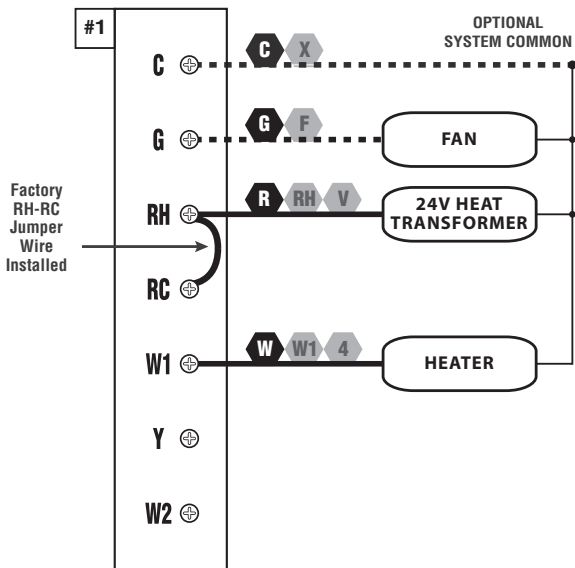 #1
OPTIONAL
SYSTEM COMMON
C
C X
G
G F
FAN
Factory
RH-RC
Jumper
Wire
Installed
RH
R RH V
24V HEAT
TRANSFORMER
RC
W1
W W1 4
HEATER
Y
W2